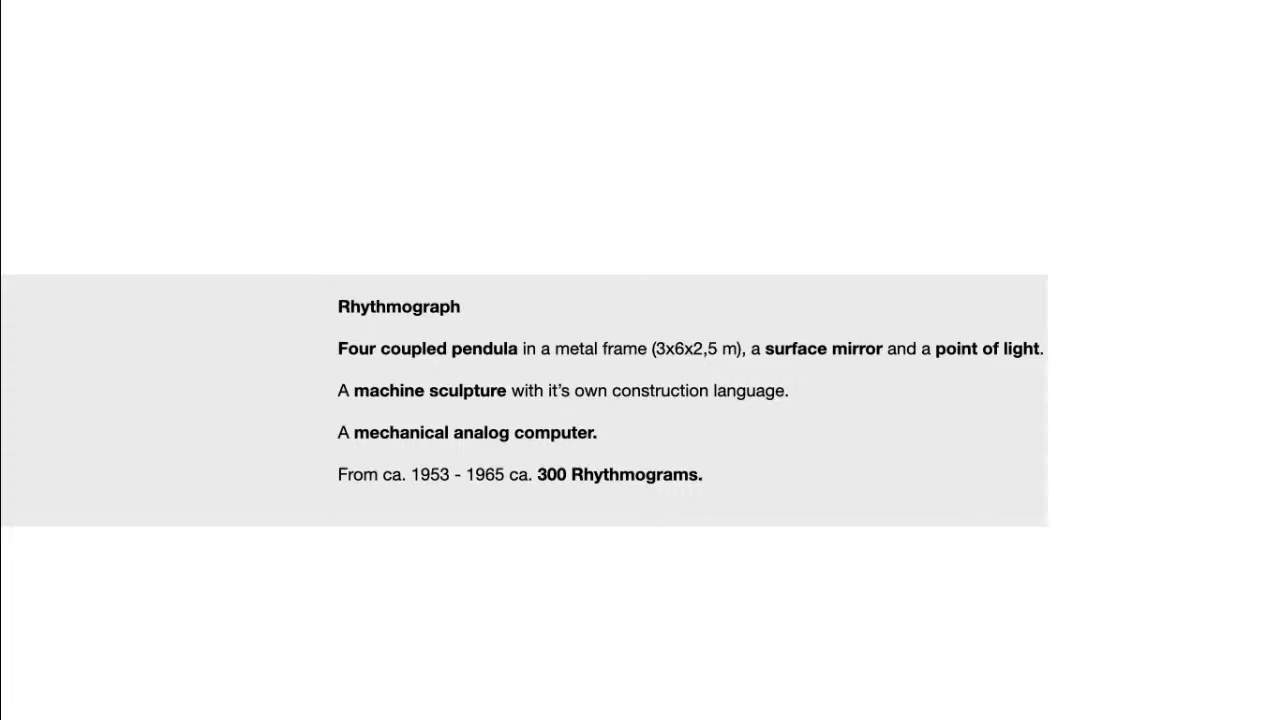 Rhythmograph
Four coupled pendula in a metal frame (3x6x2,5 m), a surface mirror and a point of light.
A machine sculpture with it’s own construction language.
A mechanical analog computer.
From ca. 1953 - 1965 ca. 300 Rhythmograms.